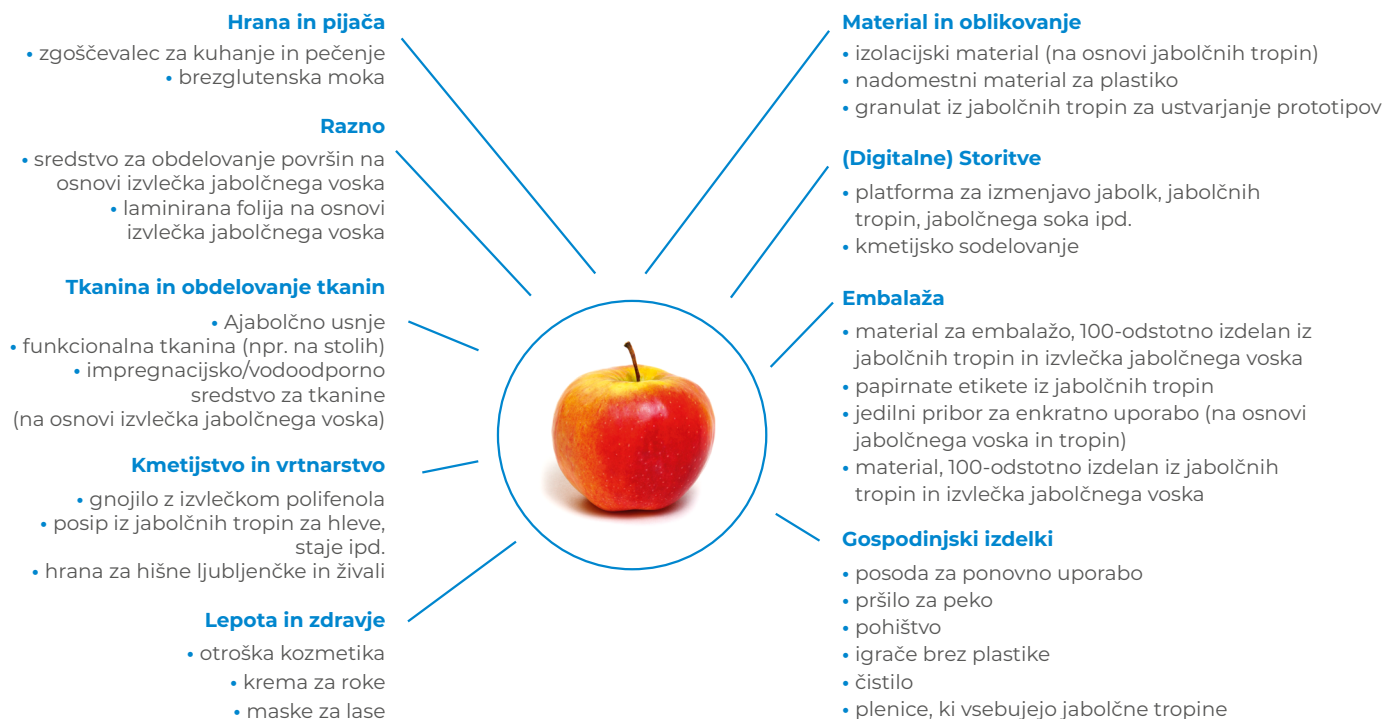 Hrana in pijača
• zgoščevalec za kuhanje in pečenje
• brezglutenska moka
Razno
• sredstvo za obdelovanje površin na
osnovi izvlečka jabolčnega voska
• laminirana folija na osnovi
izvlečka jabolčnega voska
Tkanina in obdelovanje tkanin
• Ajabolčno usnje
• funkcionalna tkanina (npr. na stolih)
• impregnacijsko/vodoodporno
sredstvo za tkanine
(na osnovi izvlečka jabolčnega voska)
Kmetijstvo in vrtnarstvo
• gnojilo z izvlečkom polifenola
• posip iz jabolčnih tropin za hleve,
staje ipd.
• hrana za hišne ljubljenčke in živali
Lepota in zdravje
• otroška kozmetika
• krema za roke
• maske za lase
Material in oblikovanje
• izolacijski material (na osnovi jabolčnih tropin)
• nadomestni material za plastiko
• granulat iz jabolčnih tropin za ustvarjanje prototipov
(Digitalne) Storitve
• platforma za izmenjavo jabolk, jabolčnih
tropin, jabolčnega soka ipd.
• kmetijsko sodelovanje
Embalaža
• material za embalažo, 100-odstotno izdelan iz
jabolčnih tropin in izvlečka jabolčnega voska
• papirnate etikete iz jabolčnih tropin
• jedilni pribor za enkratno uporabo (na osnovi
jabolčnega voska in tropin)
• material, 100-odstotno izdelan iz jabolčnih
tropin in izvlečka jabolčnega voska
Gospodinjski izdelki
• posoda za ponovno uporabo
• pršilo za peko
• pohištvo
• igrače brez plastike
• čistilo
• plenice, ki vsebujejo jabolčne tropine